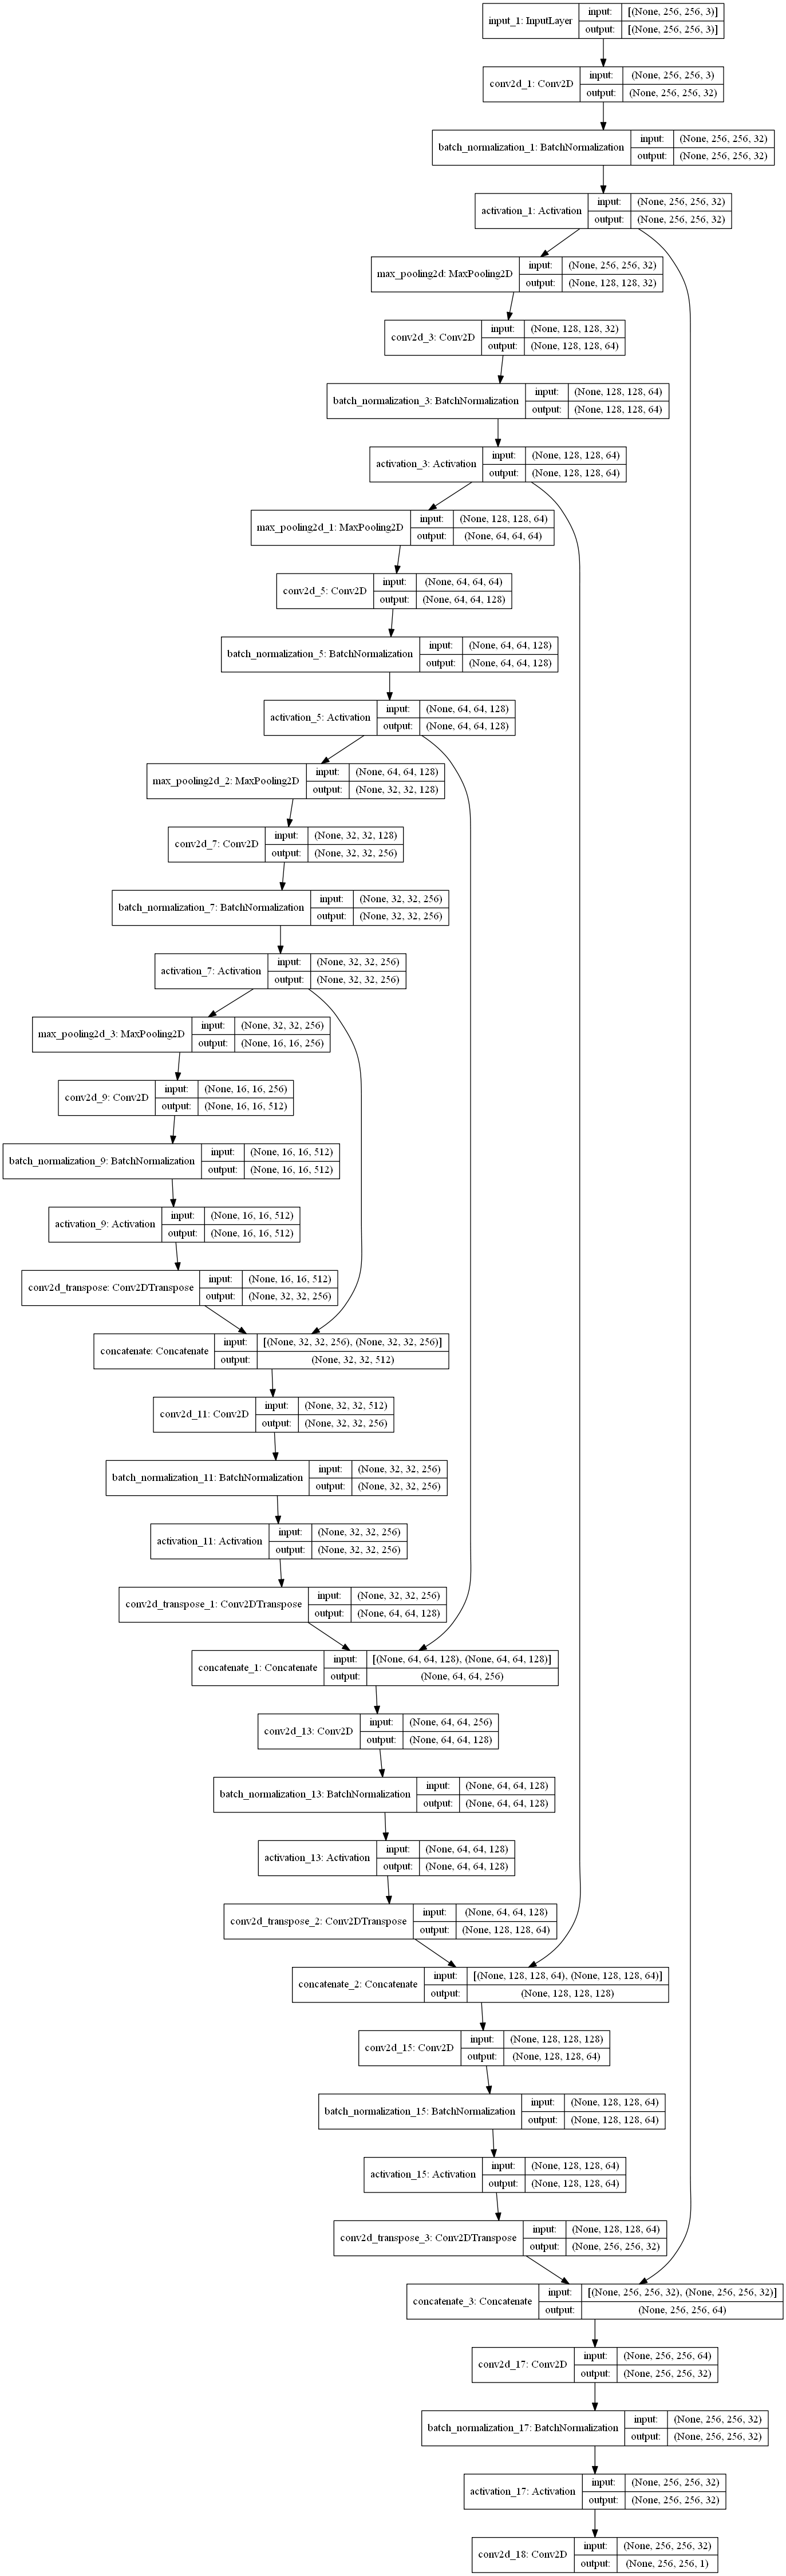 input_1: InputLayer
input: [(None, 256, 256, 3)]
output: [(None, 256, 256, 3)]
conv2d_1: Conv2D
input: (None, 256, 256, 3)
output: (None, 256, 256, 32)
batch_normalization_1: BatchNormalization
input: (None, 256, 256, 32)
output: (None, 256, 256, 32)
activation_1: Activation
input: (None, 256, 256, 32)
output: (None, 256, 256, 32)
max_pooling2d: MaxPooling2D
input: (None, 256, 256, 32)
output: (None, 128, 128, 32)
conv2d_3: Conv2D
input: (None, 128, 128, 32)
output: (None, 128, 128, 64)
batch_normalization_3: BatchNormalization
input: (None, 128, 128, 64)
output: (None, 128, 128, 64)
activation_3: Activation
input: (None, 128, 128, 64)
output: (None, 128, 128, 64)
max_pooling2d_1: MaxPooling2D
input: (None, 128, 128, 64)
output: (None, 64, 64, 64)
conv2d_5: Conv2D
input: (None, 64, 64, 64)
output: (None, 64, 64, 128)
batch_normalization_5: BatchNormalization
input: (None, 64, 64, 128)
output: (None, 64, 64, 128)
activation_5: Activation
input: (None, 64, 64, 128)
output: (None, 64, 64, 128)
max_pooling2d_2: MaxPooling2D
input: (None, 64, 64, 128)
output: (None, 32, 32, 128)
conv2d_7: Conv2D
input: (None, 32, 32, 128)
output: (None, 32, 32, 256)
batch_normalization_7: BatchNormalization
input: (None, 32, 32, 256)
output: (None, 32, 32, 256)
activation_7: Activation
input: (None, 32, 32, 256)
output: (None, 32, 32, 256)
max_pooling2d_3: MaxPooling2D
input: (None, 32, 32, 256)
output: (None, 16, 16, 256)
conv2d_9: Conv2D
input: (None, 16, 16, 256)
output: (None, 16, 16, 512)
batch_normalization_9: BatchNormalization
input: (None, 16, 16, 512)
output: (None, 16, 16, 512)
activation_9: Activation
input: (None, 16, 16, 512)
output: (None, 16, 16, 512)
conv2d_transpose: Conv2DTranspose
input: (None, 16, 16, 512)
output: (None, 32, 32, 256)
concatenate: Concatenate
input: [(None, 32, 32, 256), (None, 32, 32, 256)]
output: (None, 32, 32, 512)
conv2d_11: Conv2D
input: (None, 32, 32, 512)
output: (None, 32, 32, 256)
batch_normalization_11: BatchNormalization
input: (None, 32, 32, 256)
output: (None, 32, 32, 256)
activation_11: Activation
input: (None, 32, 32, 256)
output: (None, 32, 32, 256)
conv2d_transpose_1: Conv2DTranspose
input: (None, 32, 32, 256)
output: (None, 64, 64, 128)
concatenate_1: Concatenate
input: [(None, 64, 64, 128), (None, 64, 64, 128)]
output: (None, 64, 64, 256)
conv2d_13: Conv2D
input: (None, 64, 64, 256)
output: (None, 64, 64, 128)
batch_normalization_13: BatchNormalization
input: (None, 64, 64, 128)
output: (None, 64, 64, 128)
activation_13: Activation
input: (None, 64, 64, 128)
output: (None, 64, 64, 128)
conv2d_transpose_2: Conv2DTranspose
input: (None, 64, 64, 128)
output: (None, 128, 128, 64)
concatenate_2: Concatenate
input: [(None, 128, 128, 64), (None, 128, 128, 64)]
output: (None, 128, 128, 128)
conv2d_15: Conv2D
input: (None, 128, 128, 128)
output: (None, 128, 128, 64)
batch_normalization_15: BatchNormalization
input: (None, 128, 128, 64)
output: (None, 128, 128, 64)
activation_15: Activation
input: (None, 128, 128, 64)
output: (None, 128, 128, 64)
conv2d_transpose_3: Conv2DTranspose
input: (None, 128, 128, 64)
output: (None, 256, 256, 32)
concatenate_3: Concatenate
input: [(None, 256, 256, 32), (None, 256, 256, 32)]
output: (None, 256, 256, 64)
conv2d_17: Conv2D
input: (None, 256, 256, 64)
output: (None, 256, 256, 32)
batch_normalization_17: BatchNormalization
input: (None, 256, 256, 32)
output: (None, 256, 256, 32)
activation_17: Activation
input: (None, 256, 256, 32)
output: (None, 256, 256, 32)
conv2d_18: Conv2D
input: (None, 256, 256, 32)
output: (None, 256, 256, 1)